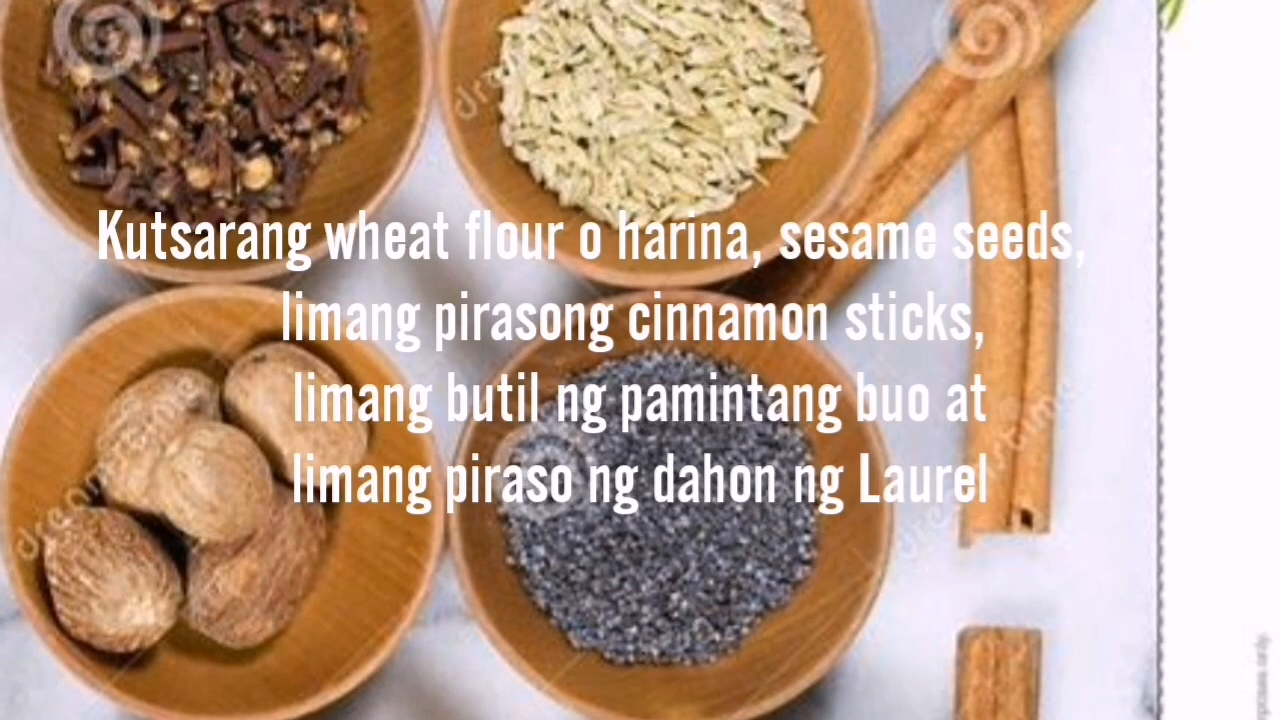 Kutsarang wheat flour o harina, sesame seeds,
limang pirasong cinnamon sticks,
limang butil ng pamintang buo at
limang piraso ng dahon ng Laurel